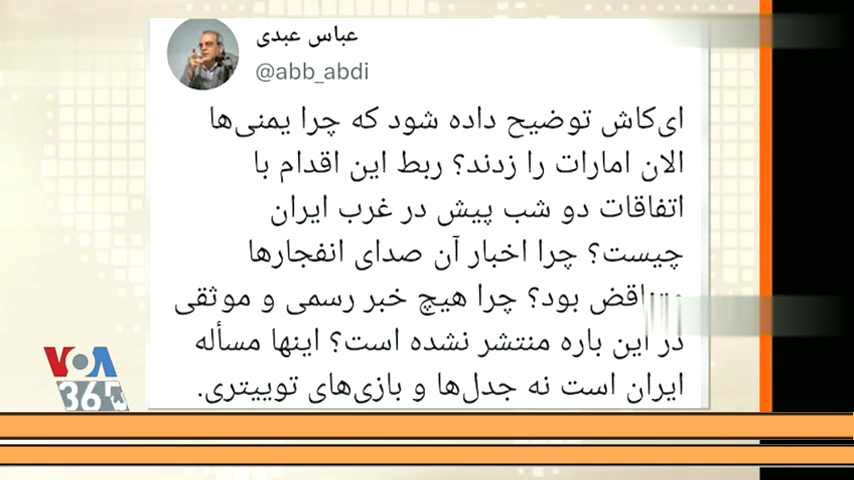 عباس عبدی
@abb_abdi
ای‌کاش توضیح داده شود که چرا یمنی‌ها
الان امارات را زدند؟ ربط این اقدام با
اتفاقات دو شب پیش در غرب ایران
چیست؟ چرا اخبار آن صدای انفجارها
بود؟ چرا هیچ خبر رسمی و موثقی
در این باره منتشر نشده است؟ اینها مسأله
ایران است نه جدل‌ها و بازی‌های توییتری.
VOA
365